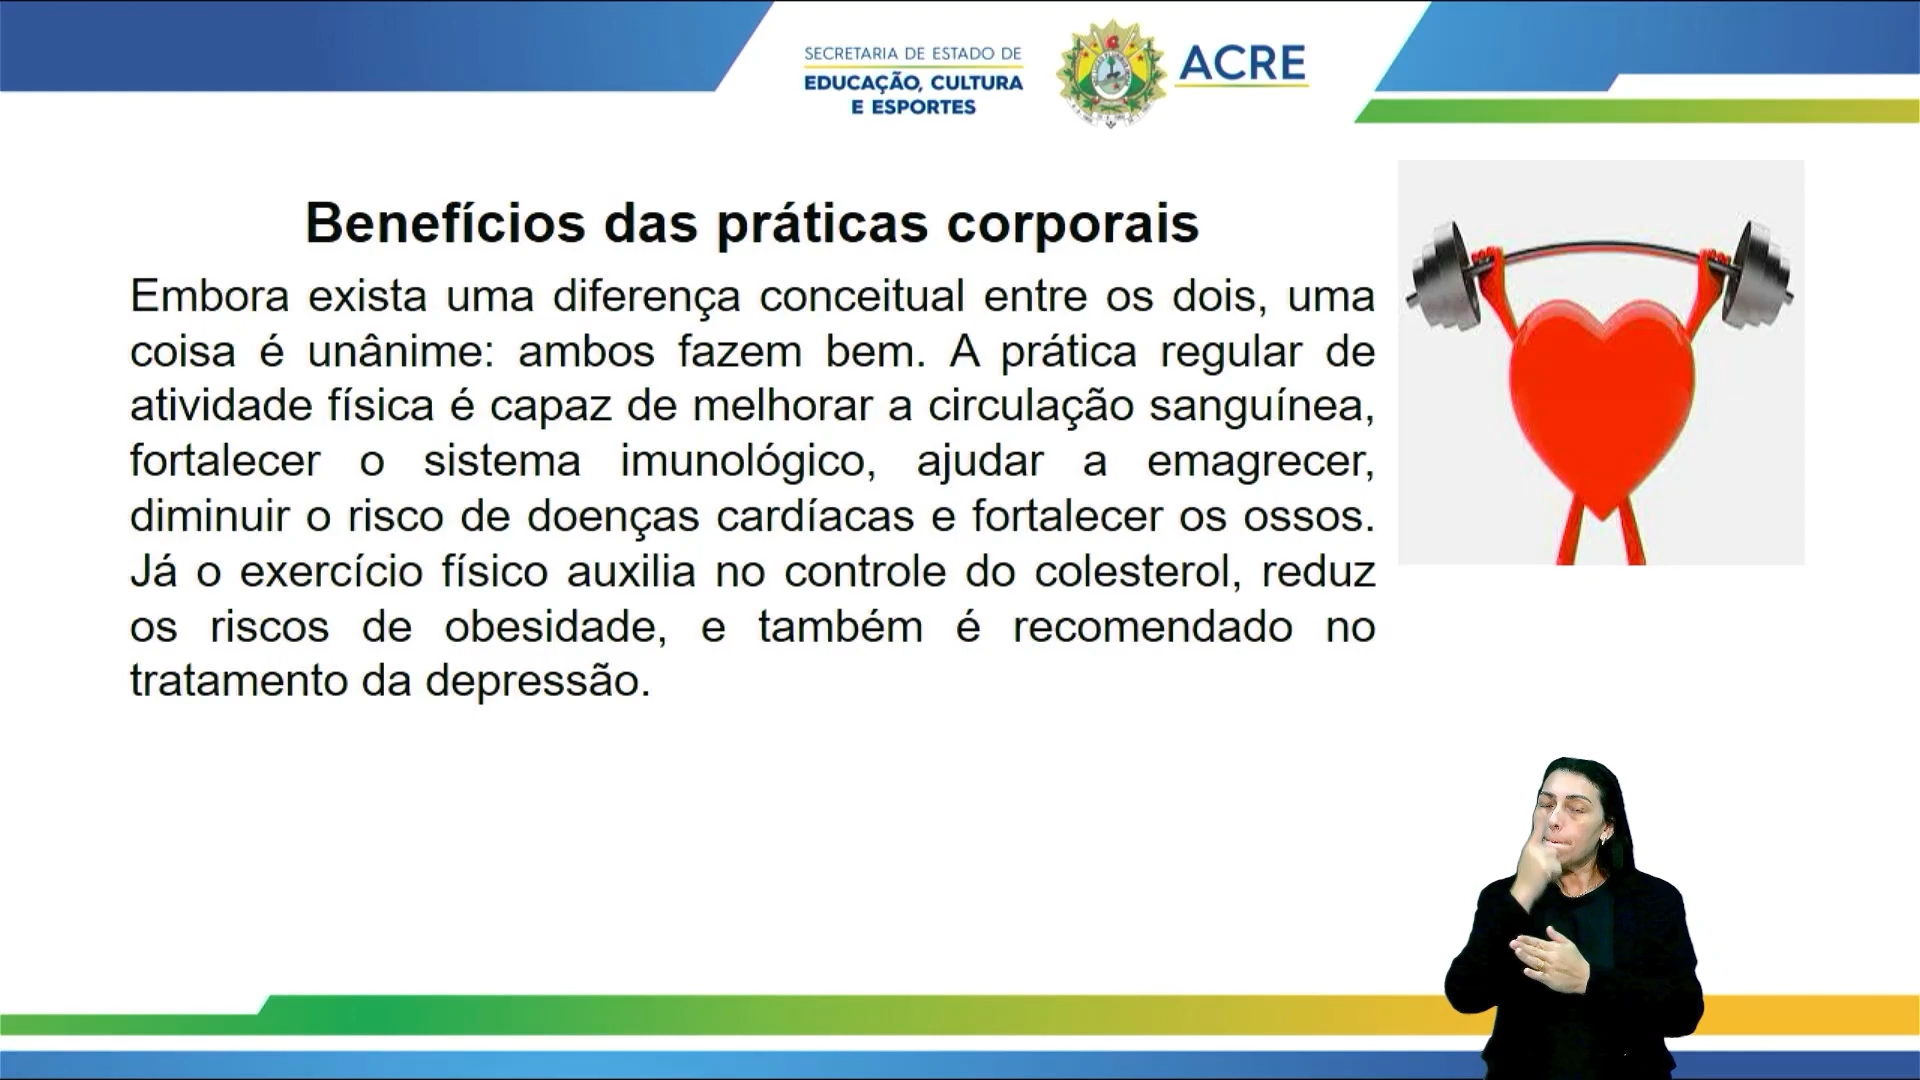 SECRETARIA DE ESTADO DE
EDUCAÇÃO, CULTURA
E ESPORTES
ACRE
Benefícios das práticas corporais
Embora exista uma diferença conceitual entre os dois, uma
coisa é unânime: ambos fazem bem. A prática regular de
atividade física é capaz de melhorar a circulação sanguínea,
fortalecer o sistema imunológico, ajudar a emagrecer,
diminuir o risco de doenças cardíacas e fortalecer os ossos.
Já o exercício físico auxilia no controle do colesterol, reduz
os riscos de obesidade, e também é recomendado no
tratamento da depressão.